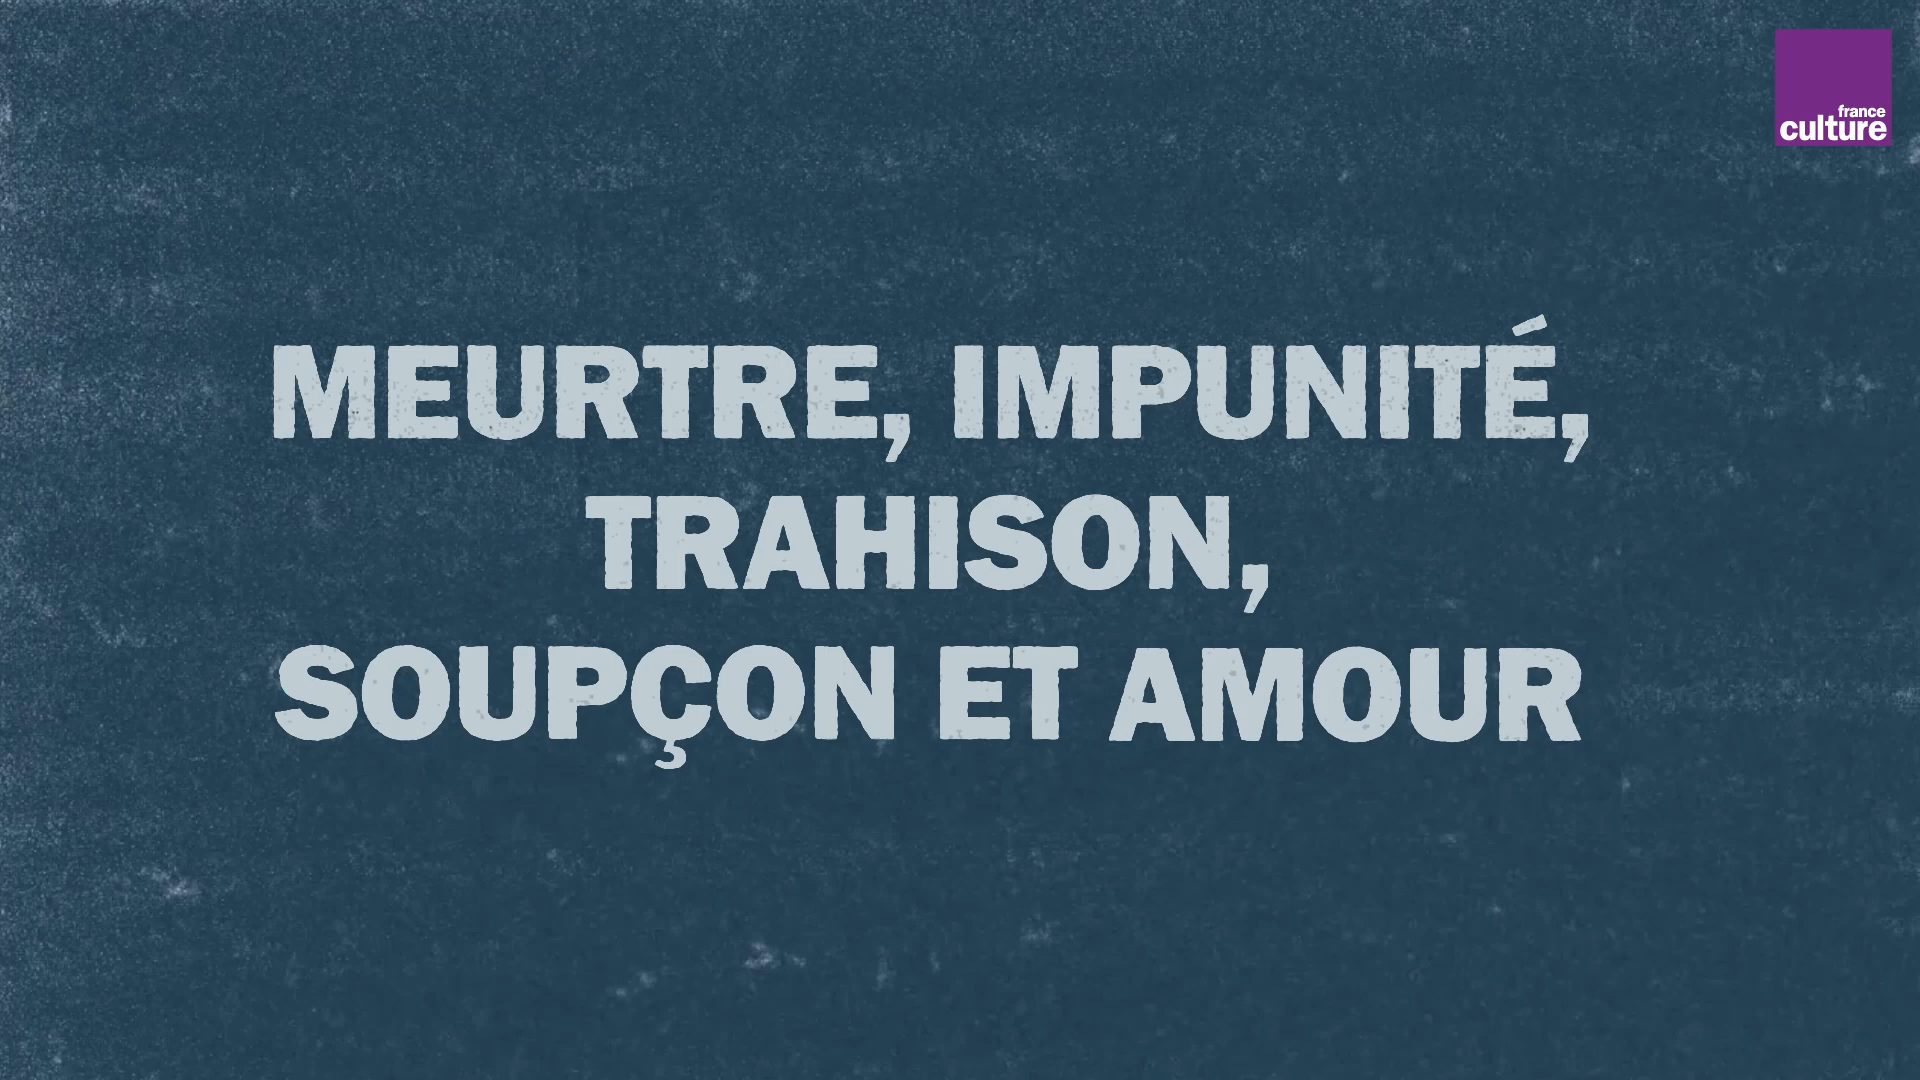 france
culture
MEURTRE, IMPUNITÉ,
TRAHISON,
SOUPÇON ET AMOUR